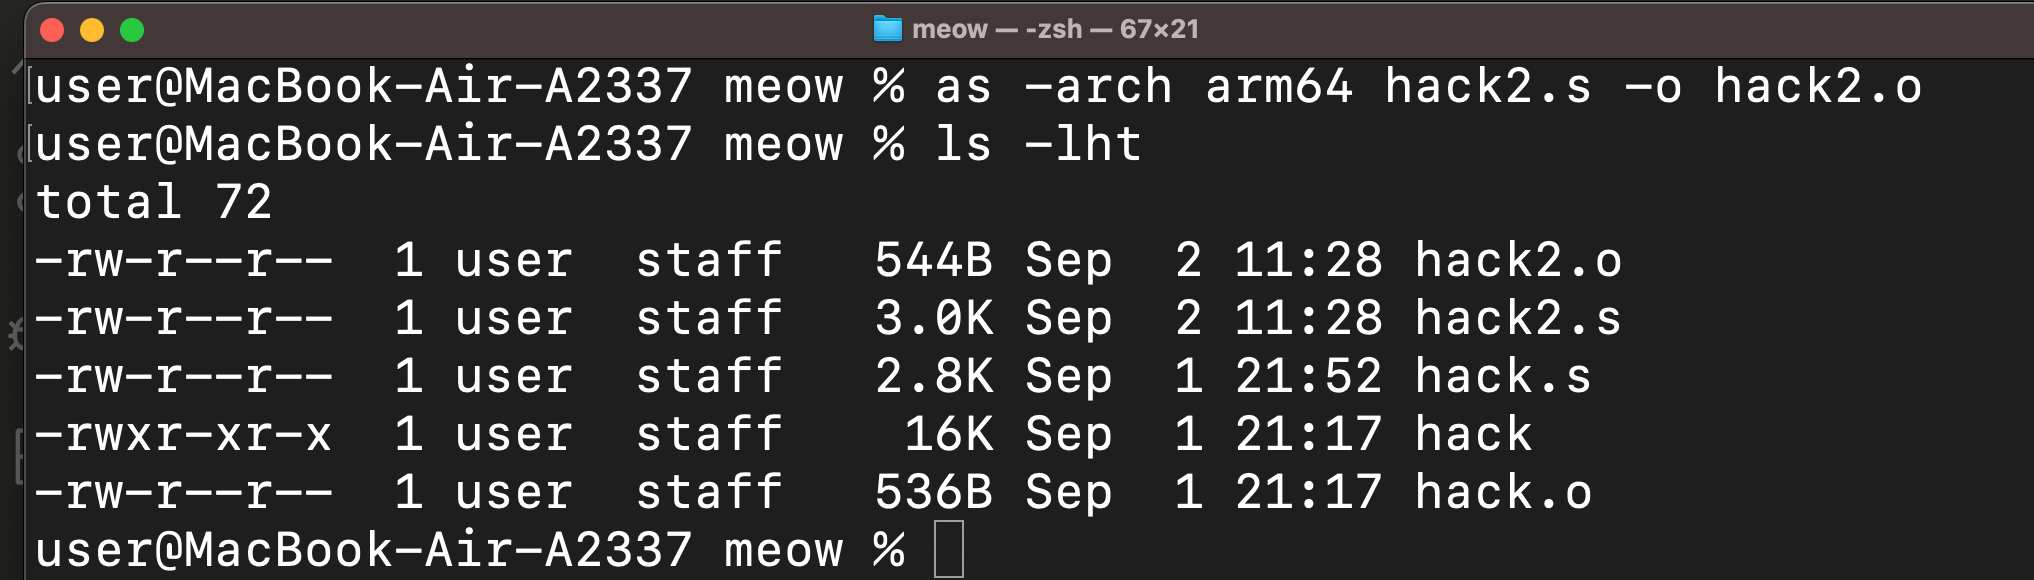 meow — -zsh — 67×21
user@MacBook-Air-A2337 meow % as -arch arm64 hack2.s -o hack2.o
user@MacBook-Air-A2337 meow % ls -lht
total 72
-rw-r--r--  1 user  staff   544B Sep  2 11:28 hack2.o
-rw-r--r--  1 user  staff   3.0K Sep  2 11:28 hack2.s
-rw-r--r--  1 user  staff   2.8K Sep  1 21:52 hack.s
-rwxr-xr-x  1 user  staff    16K Sep  1 21:17 hack
-rw-r--r--  1 user  staff   536B Sep  1 21:17 hack.o
user@MacBook-Air-A2337 meow %